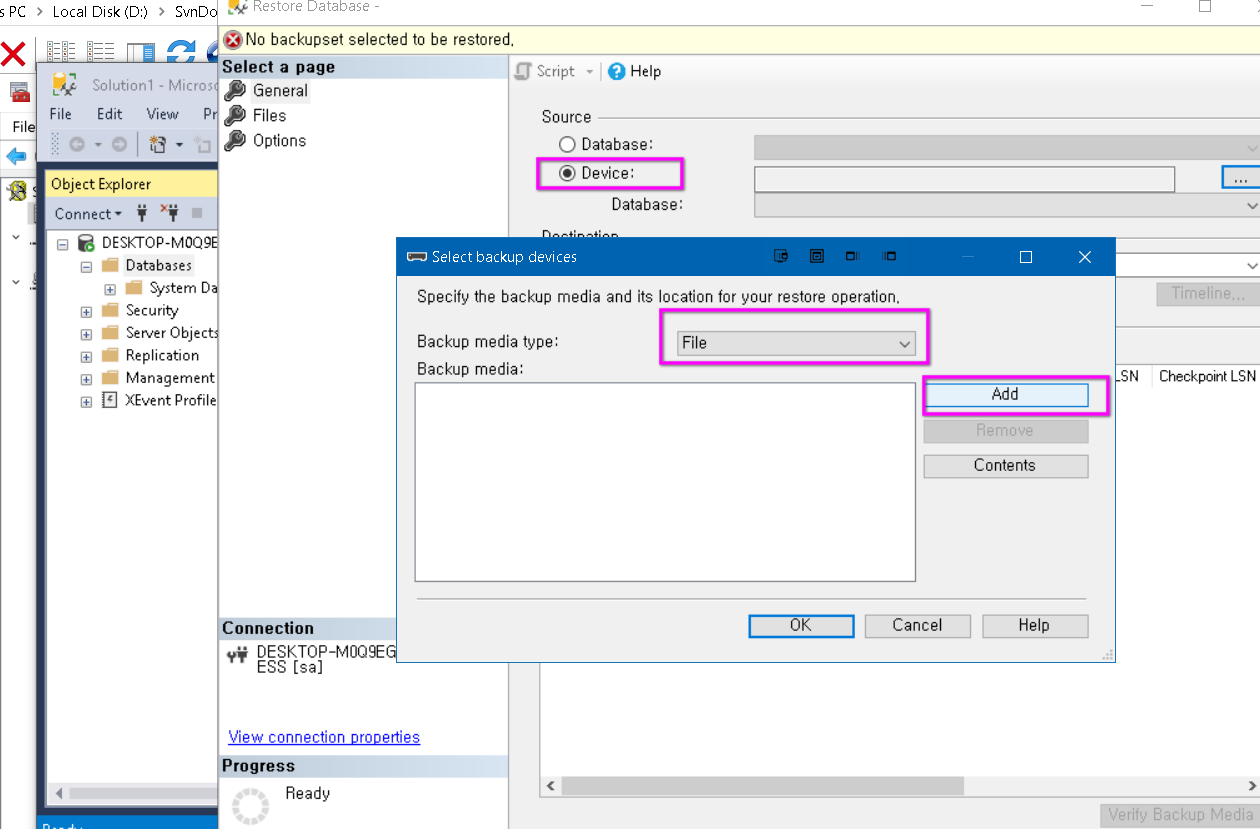 s PC > Local Disk (D:) > SvnDo
Restore Database -
No backupset selected to be restored.
Select a page
General
Files
Options
Script
Help
Source
Database:
Device:
...
Database:
Destination
Timeline...
LSN
Checkpoint LSN
Solution1 - Microso
File Edit View Pr
File
Object Explorer
Connect
DESKTOP-M0Q9E
Databases
System Da
Security
Server Objects
Replication
Management
XEvent Profile
Select backup devices
Specify the backup media and its location for your restore operation.
Backup media type:
File
Backup media:
Add
Remove
Contents
OK
Cancel
Help
Connection
DESKTOP-M0Q9EG
ESS [sa]
View connection properties
Progress
Ready
Verify Backup Media
Ready